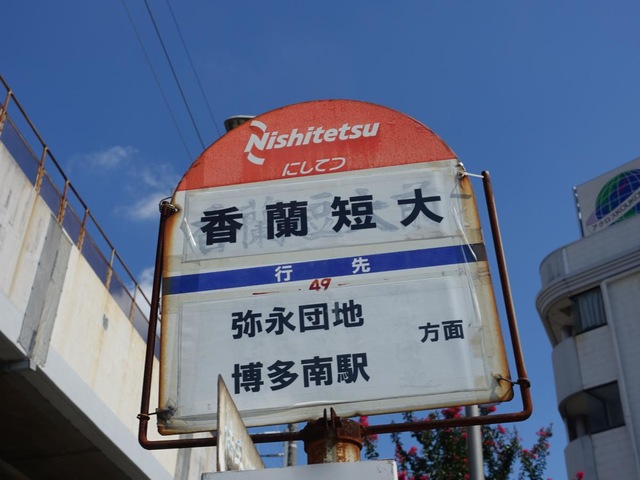 Nishitetsu
にしてつ
香蘭短大
行先
49
弥永団地
方面
博多南駅